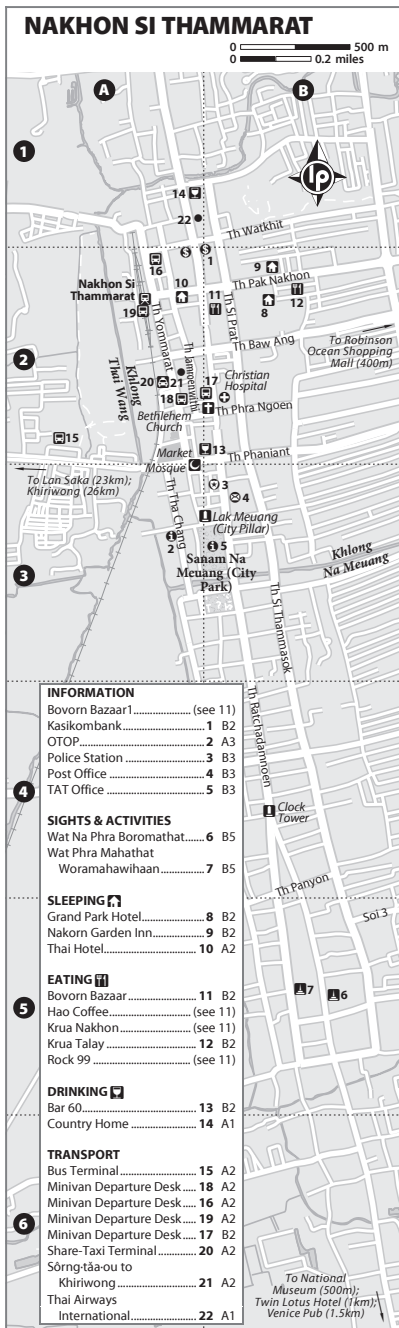 NAKHON SI THAMMARAT
0 500 m
0 0.2 miles
A B
1
14
22
Th Watkhit
1
16
10
9
Nakhon Si
Thammarat
Th Pak Nakhon
11
8
12
19
Th Yommarat
Th Jamroenwithi
Th Si Prat
Th Baw Ang
To Robinson
Ocean Shopping
Mall (400m)
2
Khlong
Thai Wang
20 21
17
Christian
Hospital
18
Th Phra Ngoen
Bethlehem
Church
15
Market
13
Th Phaniant
Mosque
To Lan Saka (23km);
Khiriwong (26km)
3
4
Th Tha Chang
Lak Meuang
(City Pillar)
2
5
Sanam Na
Meuang (City
Park)
Khlong
Na Meuang
3
Th Si Thammasok
Th Ratchadamnoen
4
Clock
Tower
Th Panyon
Soi 3
5
7 6
6
To National
Museum (500m);
Twin Lotus Hotel (1km);
Venice Pub (1.5km)
INFORMATION
Bovorn Bazaar1 (see 11)
Kasikombank 1 B2
OTOP 2 A3
Police Station 3 B3
Post Office 4 B3
TAT Office 5 B3
SIGHTS & ACTIVITIES
Wat Na Phra Boromathat 6 B5
Wat Phra Mahathat
Woramahawihaan 7 B5
SLEEPING
Grand Park Hotel 8 B2
Nakorn Garden Inn 9 B2
Thai Hotel 10 A2
EATING
Bovorn Bazaar 11 B2
Hao Coffee (see 11)
Krua Nakhon (see 11)
Krua Talay 12 B2
Rock 99 (see 11)
DRINKING
Bar 60 13 B2
Country Home 14 A1
TRANSPORT
Bus Terminal 15 A2
Minivan Departure Desk 18 A2
Minivan Departure Desk 16 A2
Minivan Departure Desk 19 A2
Minivan Departure Desk 17 B2
Share-Taxi Terminal 20 A2
Sŏrng·tăa·ou to
Khiriwong 21 A2
Thai Airways
International 22 A1